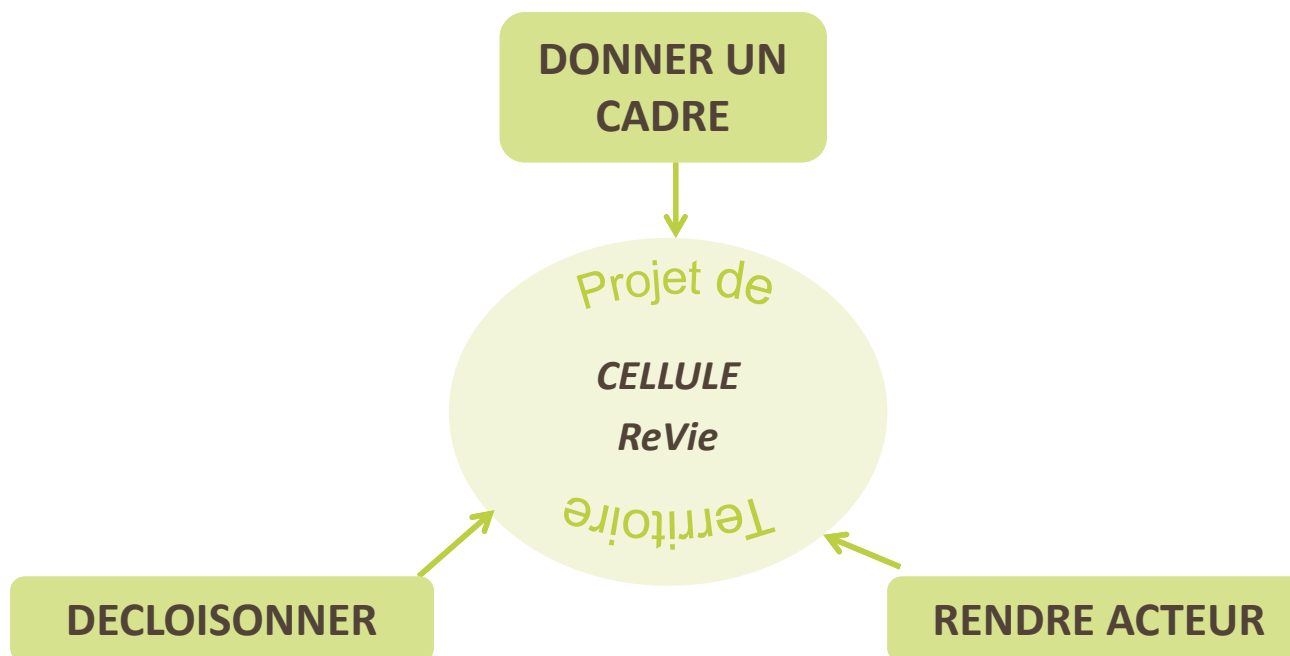 DONNER UN
CADRE
Projet de
CELLULE
ReVie
Territoire
DECLOISONNER
RENDRE ACTEUR